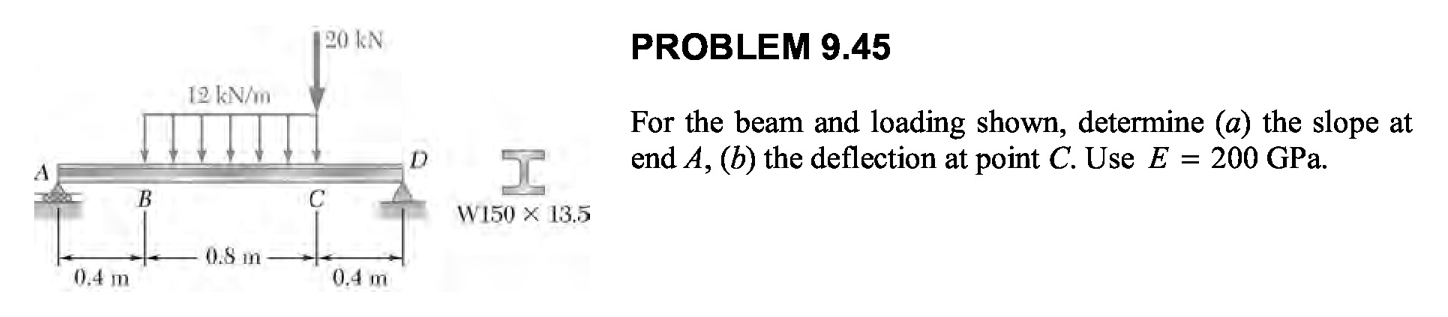 20 kN
PROBLEM 9.45
12 kN/m
For the beam and loading shown, determine (a) the slope at
end A, (b) the deflection at point C. Use E = 200 GPa.
A
D
B
C
W150 × 13.5
0.8 m
0.4 m
0.4 m